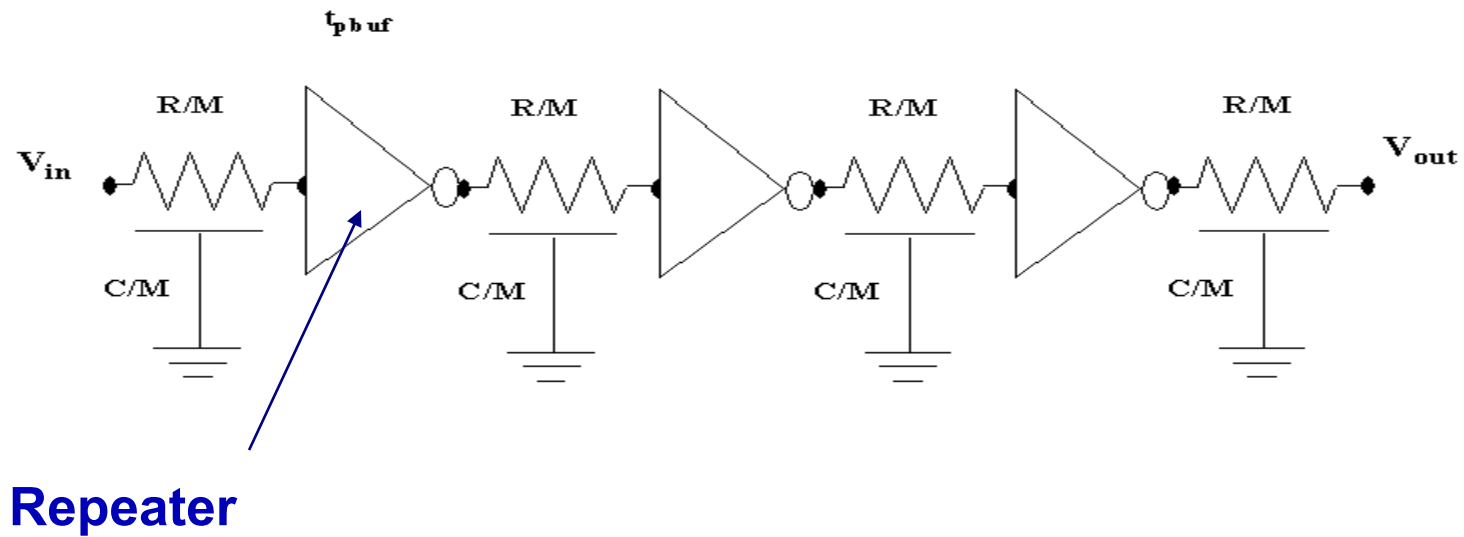 tpbuf
R/M R/M R/M R/M
Vin Vout
C/M C/M C/M C/M
Repeater